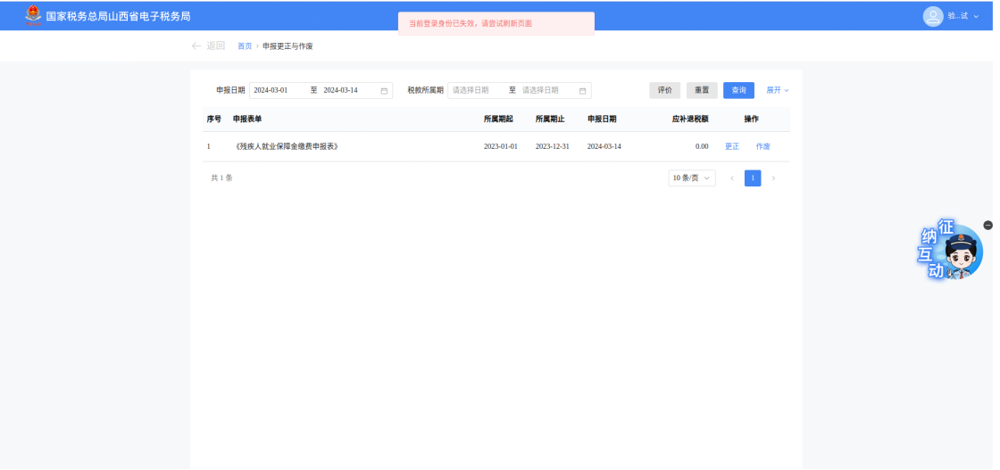 国家税务总局山西省电子税务局
当前登录身份已失效，请尝试刷新页面
验...试
返回 首页 > 申报更正与作废
申报日期 2024-03-01 至 2024-03-14 税款所属期 请选择日期 至 请选择日期 评价 重置 查询 展开
序号 申报表单 所属期起 所属期止 申报日期 应补退税额 操作
1 《残疾人就业保障金缴费申报表》 2023-01-01 2023-12-31 2024-03-14 0.00 更正 作废
共 1 条 10 条/页 < 1 >
征
纳
互
动